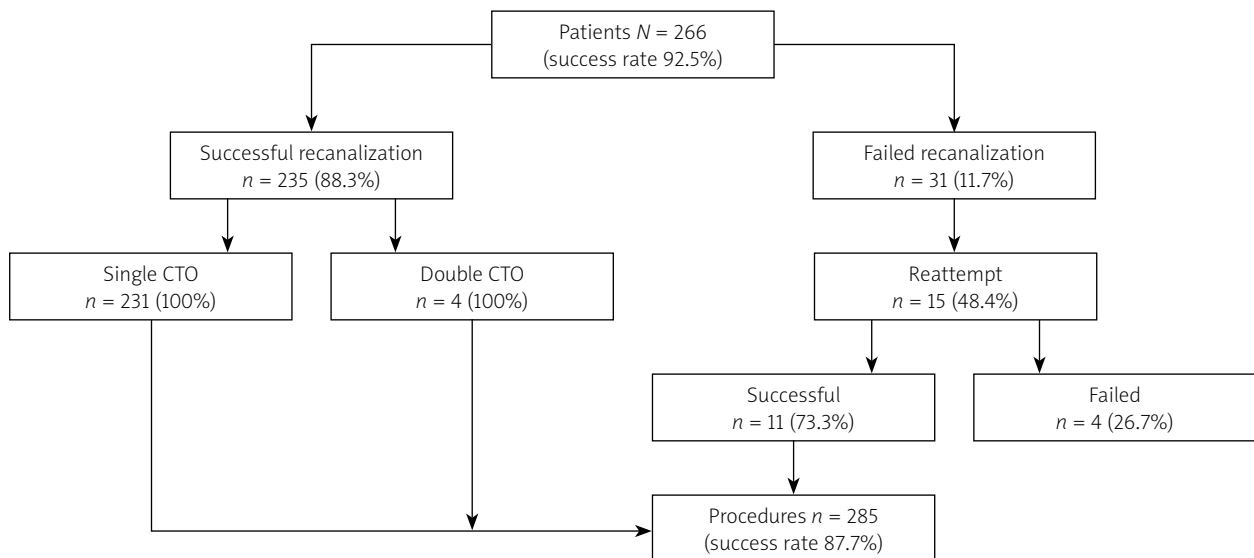 Patients N = 266
(success rate 92.5%)
Successful recanalization
n = 235 (88.3%)
Failed recanalization
n = 31 (11.7%)
Single CTO
n = 231 (100%)
Double CTO
n = 4 (100%)
Reattempt
n = 15 (48.4%)
Successful
n = 11 (73.3%)
Failed
n = 4 (26.7%)
Procedures n = 285
(success rate 87.7%)